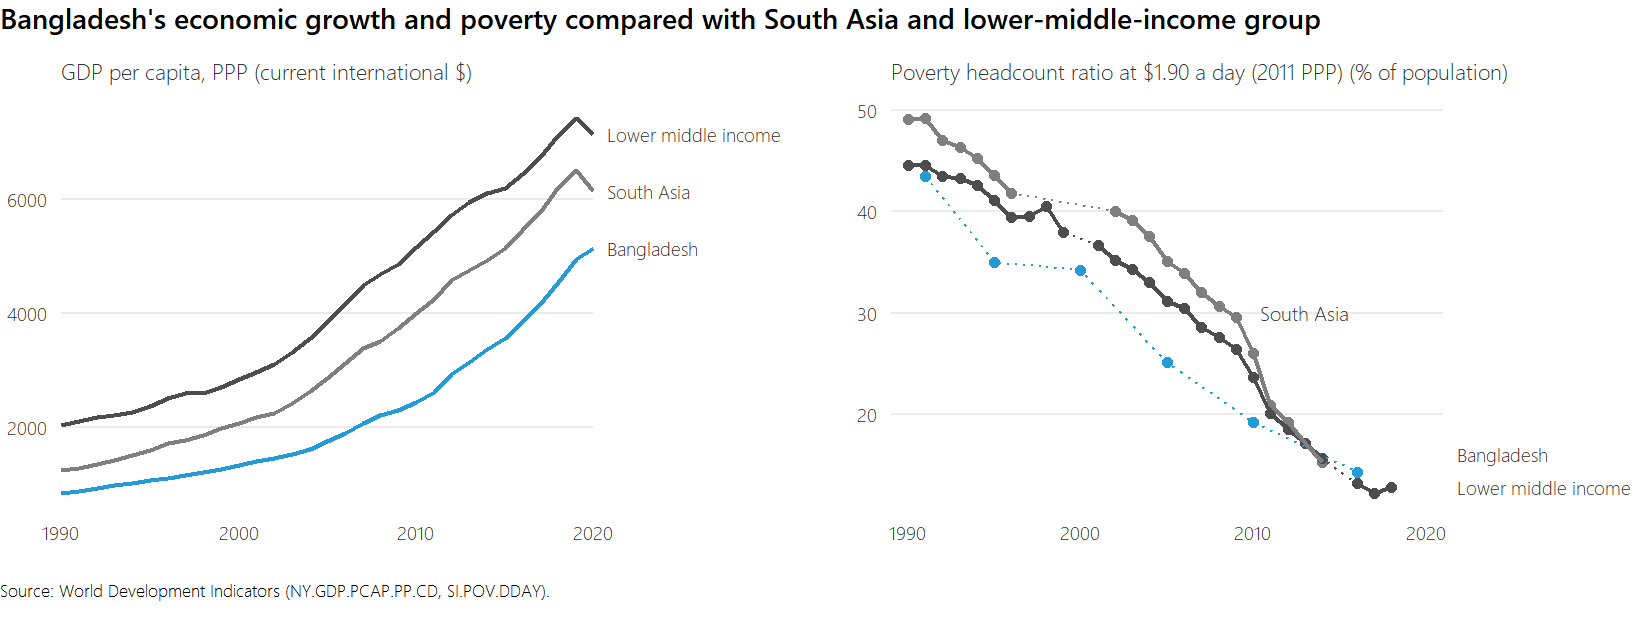 Bangladesh's economic growth and poverty compared with South Asia and lower-middle-income group
GDP per capita, PPP (current international $)
Lower middle income
6000
South Asia
Bangladesh
4000
2000
1990
2000
2010
2020
Poverty headcount ratio at $1.90 a day (2011 PPP) (% of population)
50
40
30
South Asia
20
Bangladesh
Lower middle income
1990
2000
2010
2020
Source: World Development Indicators (NY.GDP.PCAP.PP.CD, SI.POV.DDAY).